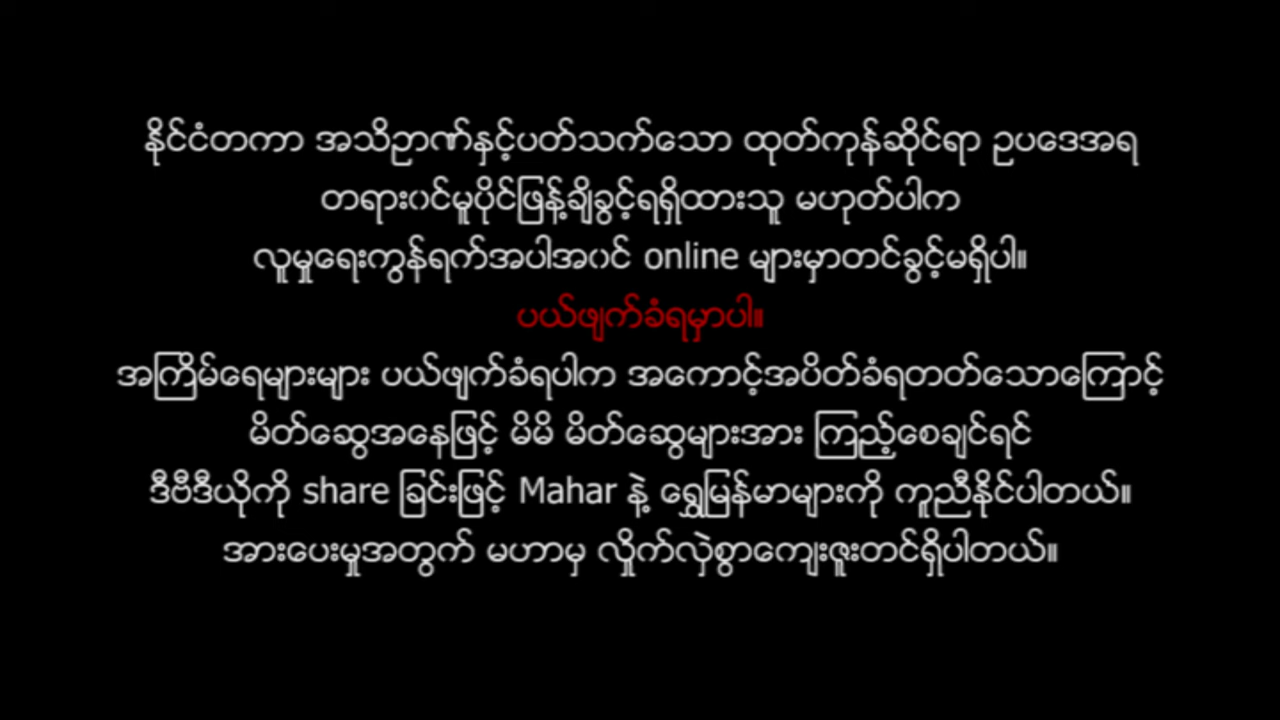 နိုင်ငံတကာ အသိဉာဏ်နှင့်ပတ်သက်သော ထုတ်ကုန်ဆိုင်ရာ ဥပဒေအရ
တရား၀င်မူပိုင်ဖြန့်ချိခွင့်ရရှိထားသူ မဟုတ်ပါက
လူမှုရေးကွန်ရက်အပါအ၀င် online များမှာတင်ခွင့်မရှိပါ။
ပယ်ဖျက်ခံရမှာပါ။
အကြိမ်ရေများများ ပယ်ဖျက်ခံရပါက အကောင့်အပိတ်ခံရတတ်သောကြောင့်
မိတ်ဆွေအနေဖြင့် မိမိ မိတ်ဆွေများအား ကြည့်စေချင်ရင်
ဒီဗီဒီယိုကို share ခြင်းဖြင့် Mahar နဲ့ ရွှေမြန်မာများကို ကူညီနိုင်ပါတယ်။
အားပေးမှုအတွက် မဟာမှ လှိုက်လှဲစွာကျေးဇူးတင်ရှိပါတယ်။